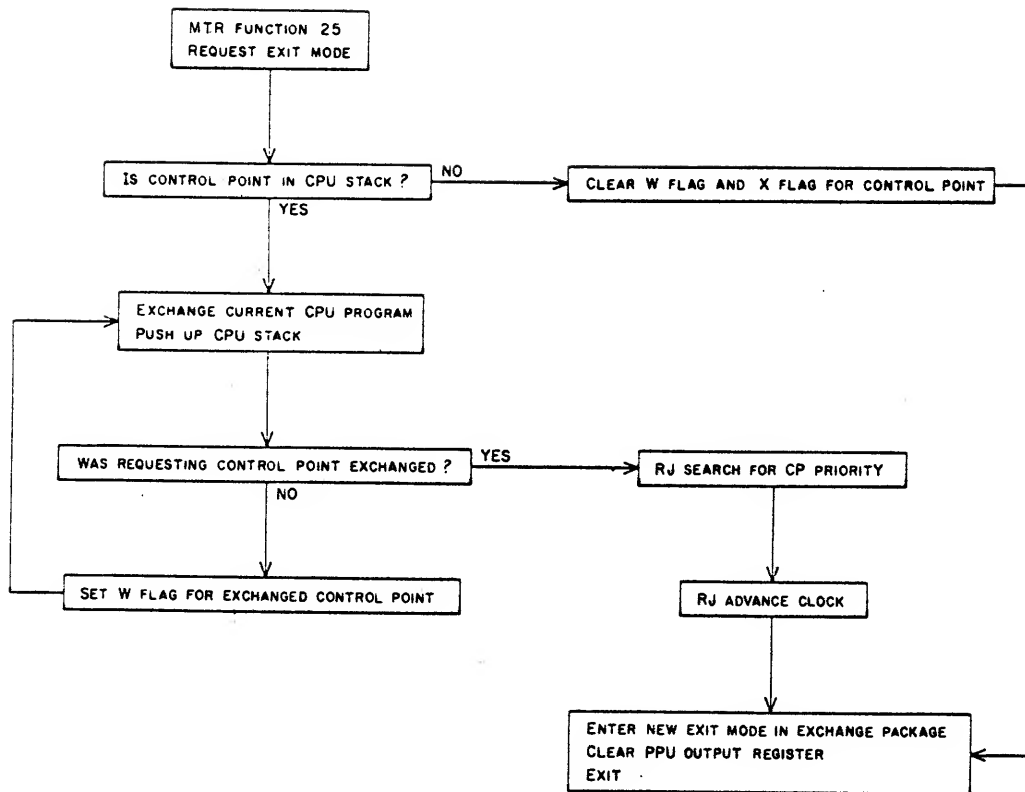 MTR FUNCTION 25
REQUEST EXIT MODE
IS CONTROL POINT IN CPU STACK?
NO
CLEAR W FLAG AND X FLAG FOR CONTROL POINT
YES
EXCHANGE CURRENT CPU PROGRAM
PUSH UP CPU STACK
WAS REQUESTING CONTROL POINT EXCHANGED?
YES
RJ SEARCH FOR CP PRIORITY
NO
SET W FLAG FOR EXCHANGED CONTROL POINT
RJ ADVANCE CLOCK
ENTER NEW EXIT MODE IN EXCHANGE PACKAGE
CLEAR PPU OUTPUT REGISTER
EXIT